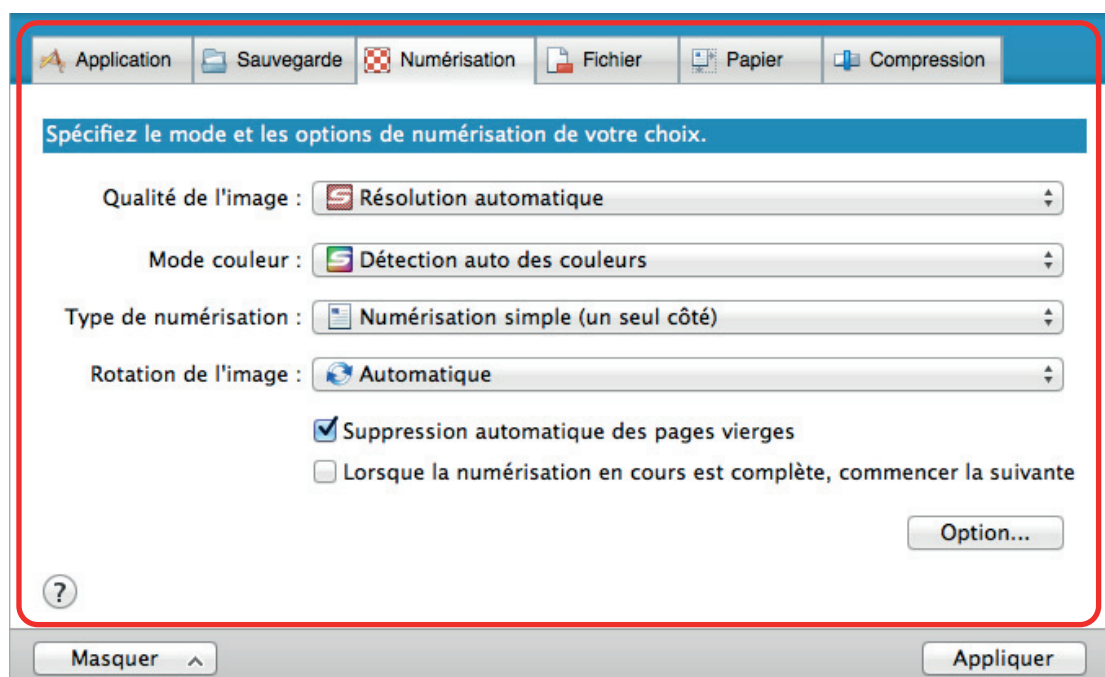 Application Sauvegarde Numérisation Fichier Papier Compression
Spécifiez le mode et les options de numérisation de votre choix.
Qualité de l'image : Résolution automatique
Mode couleur : Détection auto des couleurs
Type de numérisation : Numérisation simple (un seul côté)
Rotation de l'image : Automatique
Suppression automatique des pages vierges
Lorsque la numérisation en cours est complète, commencer la suivante
Option...
?
Masquer Appliquer